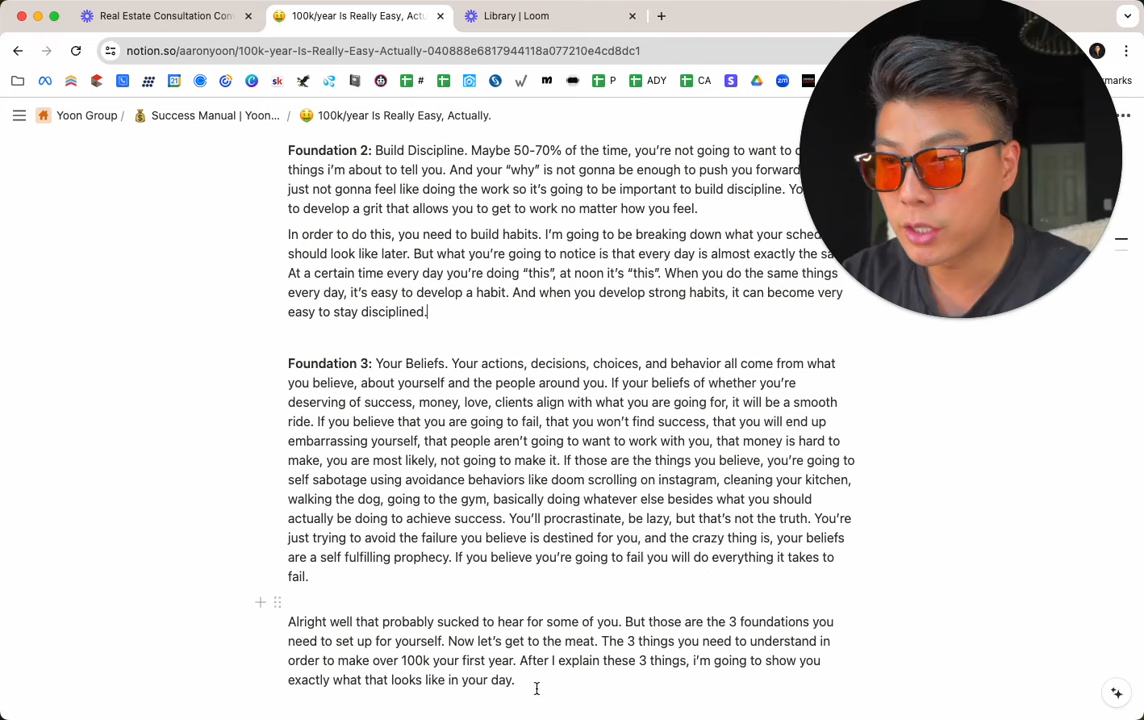 Real Estate Consultation Con
100k/year Is Really Easy, Act
Library | Loom
notion.so/aaronyoon/100k-year-Is-Really-Easy-Actually-040888e6817944118a077210e4cd8dc1
21
sk
#
P
ADY
CA
S
zm
marks
Yoon Group / Success Manual | Yoon... / 100k/year Is Really Easy, Actually.
Foundation 2: Build Discipline. Maybe 50-70% of the time, you’re not going to want to
things i’m about to tell you. And your “why” is not gonna be enough to push you forward
just not gonna feel like doing the work so it’s going to be important to build discipline.
to develop a grit that allows you to get to work no matter how you feel.
In order to do this, you need to build habits. I’m going to be breaking down what your
should look like later. But what you’re going to notice is that every day is almost exactly the
At a certain time every day you’re doing “this”, at noon it’s “this”. When you do the same things
every day, it’s easy to develop a habit. And when you develop strong habits, it can become very
easy to stay disciplined.
Foundation 3: Your Beliefs. Your actions, decisions, choices, and behavior all come from what
you believe, about yourself and the people around you. If your beliefs of whether you’re
deserving of success, money, love, clients align with what you are going for, it will be a smooth
ride. If you believe that you are going to fail, that you won’t find success, that you will end up
embarrassing yourself, that people aren’t going to want to work with you, that money is hard to
make, you are most likely, not going to make it. If those are the things you believe, you’re going to
self sabotage using avoidance behaviors like doom scrolling on instagram, cleaning your kitchen,
walking the dog, going to the gym, basically doing whatever else besides what you should
actually be doing to achieve success. You’ll procrastinate, be lazy, but that’s not the truth. You’re
just trying to avoid the failure you believe is destined for you, and the crazy thing is, your beliefs
are a self fulfilling prophecy. If you believe you’re going to fail you will do everything it takes to
fail.
Alright well that probably sucked to hear for some of you. But those are the 3 foundations you
need to set up for yourself. Now let’s get to the meat. The 3 things you need to understand in
order to make over 100k your first year. After I explain these 3 things, i’m going to show you
exactly what that looks like in your day.